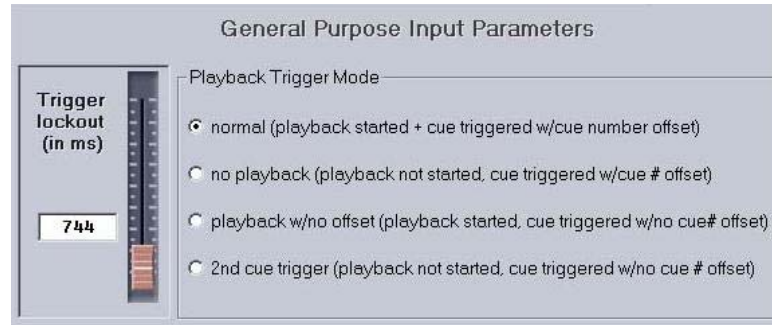 General Purpose Input Parameters
Trigger
lockout
(in ms)
744
Playback Trigger Mode
normal (playback started + cue triggered w/cue number offset)
no playback (playback not started, cue triggered w/cue # offset)
playback w/no offset (playback started, cue triggered w/no cue# offset)
2nd cue trigger (playback not started, cue triggered w/no cue # offset)